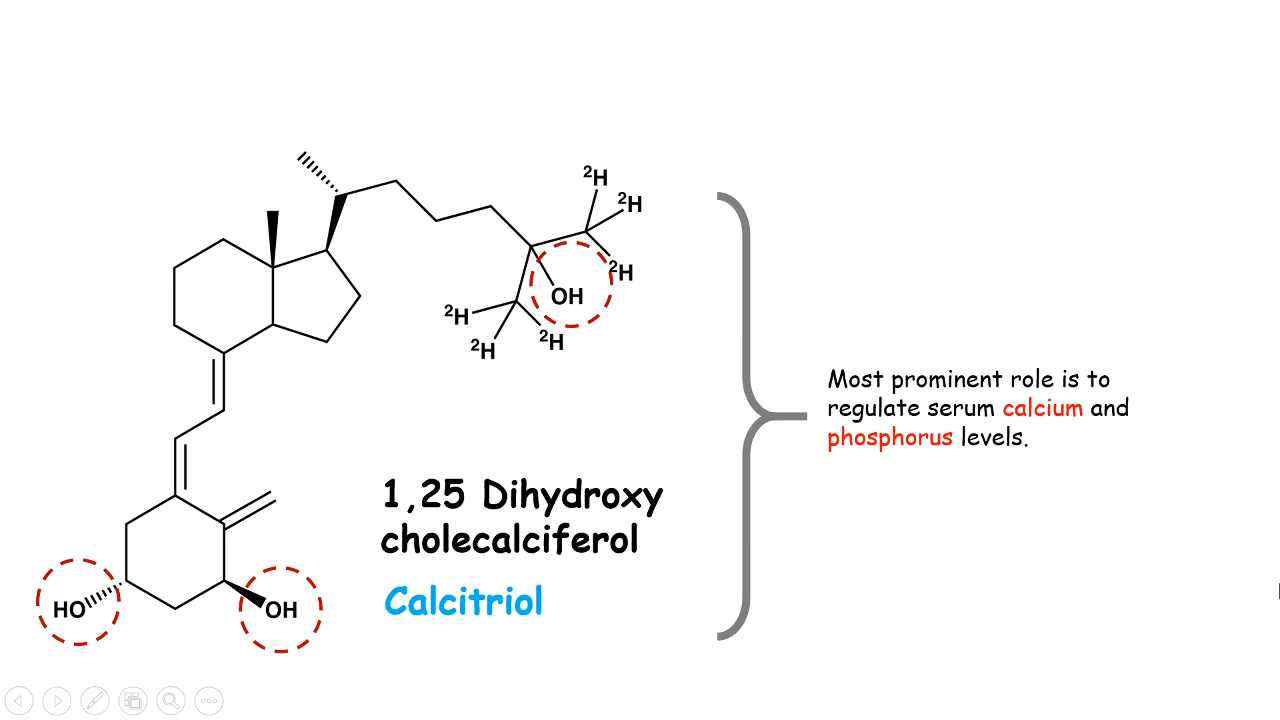 ²H
²H
²H
OH
²H
²H
²H
Most prominent role is to
regulate serum calcium and
phosphorus levels.
1,25 Dihydroxy
cholecalciferol
Calcitriol
HO
OH